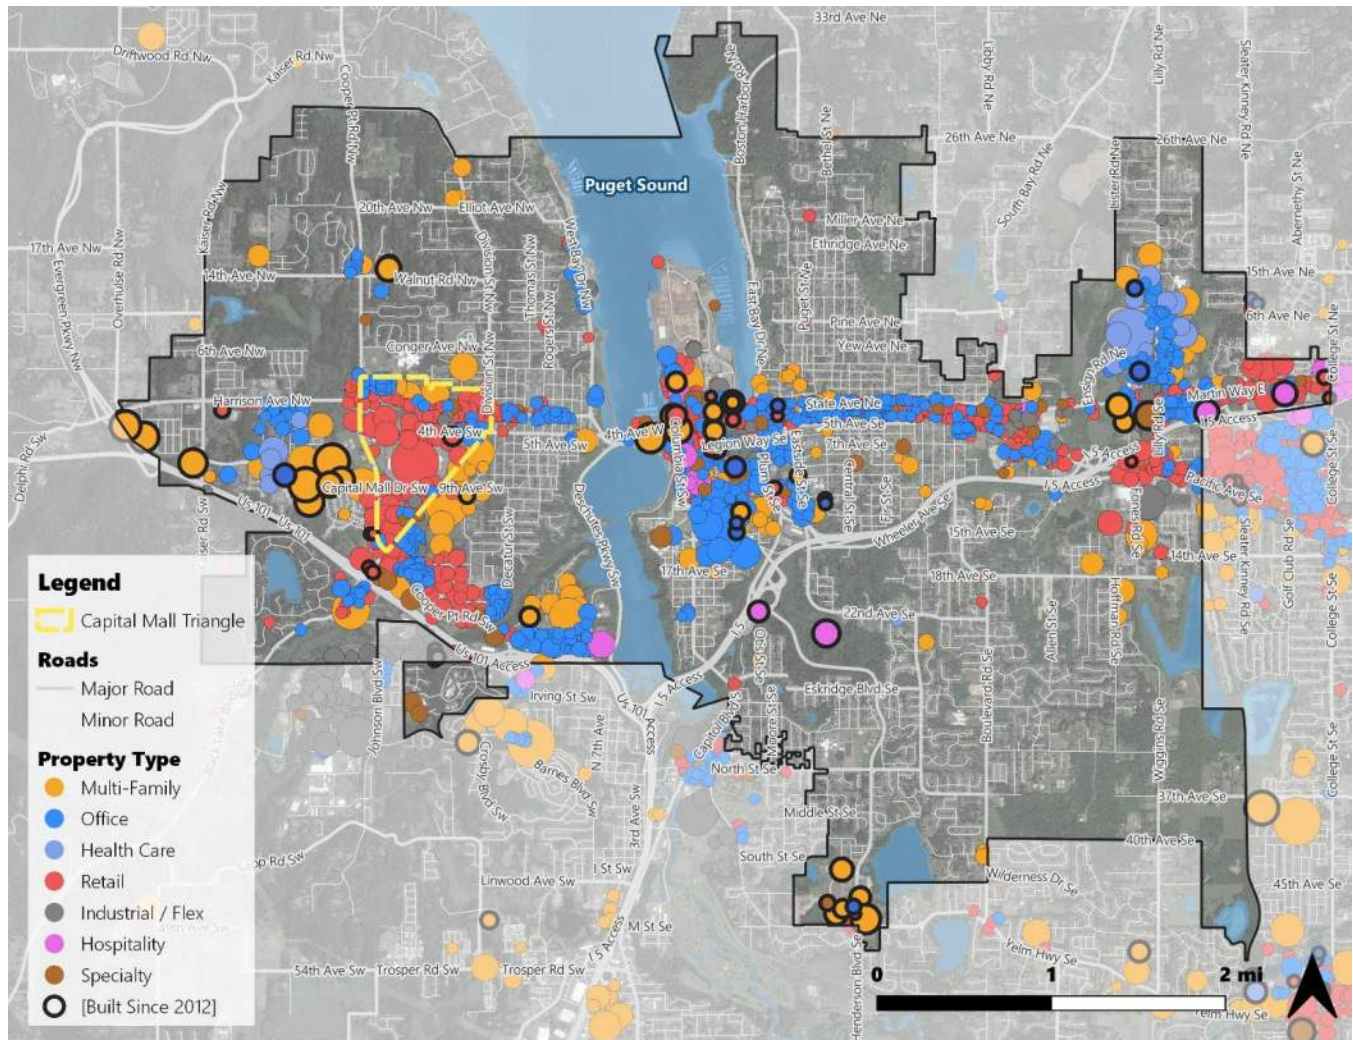 33rd Ave Ne
Driftwood Rd Nw
Kaiser Rd Nw
Cooper Pt Rd Nw
Boston Harbor
Rd Ne
Libby Rd Ne
Lilly Rd Ne
Sleater Kinney Rd Ne
Bethel St Ne
26th Ave Ne
26th Ave Ne
South Bay Rd Ne
Lister Rd Ne
Abernethy St Ne
Puget Sound
Kaiser Rd Nw
20th Ave Nw
Elliot Ave Nw
Division St Nw
Thomas St Nw
West Bay Dr Nw
Miller Ave Ne
Ethridge Ave Ne
17th Ave Nw
Overhulse Rd Nw
Evergreen Pkwy Nw
14th Ave Nw
Walnut Rd Nw
Rogers St Nw
East Bay Dr Ne
Puget St Ne
15th Ave Ne
6th Ave Ne
Pine Ave Ne
Yew Ave Ne
6th Ave Nw
Conger Ave Nw
Division St Nw
Ensign Rd Ne
College St Ne
Harrison Ave Nw
4th Ave Sw
5th Ave Sw
4th Ave W
State Ave Ne
5th Ave Se
7th Ave Se
Legion Way Se
Martin Way E
I 5 Access
Delphi Rd Sw
Columbia St Sw
Plum St Se
Eastside St Se
Central St Se
Fir St Se
I 5 Access
I 5 Access
Lilly Rd
Pacific Ave Se
College St Se
Capital Mall Dr Sw
9th Ave Sw
Us 101
Us 101
Kaiser Rd Sw
Decatur St Sw
Deschutes Pkwy Sw
Wheeler Ave Se
15th Ave Se
Fones Rd Se
14th Ave Se
Sleater Kinney Rd Se
Golf Club Rd Se
College St Se
17th Ave Se
18th Ave Se
22nd Ave Se
Hoffman Rd Se
Allen St Se
Cooper Pt Rd Sw
Us 101 Access
I 5
Otis St Se
Boulevard Rd Se
Eskridge Blvd Se
Irving St Sw
Us 101
Access
I 5 Access
Capitol Blvd S
Moore St Se
Johnson Blvd Sw
Crosby Blvd Sw
Barnes Blvd Sw
N 7th Ave
North St Se
Wiggins Rd Se
37th Ave Se
College St Se
3rd Ave Sw
Middle St Se
40th Ave Se
South St Se
Wilderness Dr Se
I St Sw
Linwood Ave Sw
45th Ave Se
M St Se
I 5 Access
Yelm Hwy Se
54th Ave Sw
Trosper Rd Sw
Trosper Rd Sw
Henderson Blvd Se
Yelm Hwy Se
Legend
Capital Mall Triangle
Roads
Major Road
Minor Road
Property Type
Multi-Family
Office
Health Care
Retail
Industrial / Flex
Hospitality
Specialty
[Built Since 2012]
0 1 2 mi